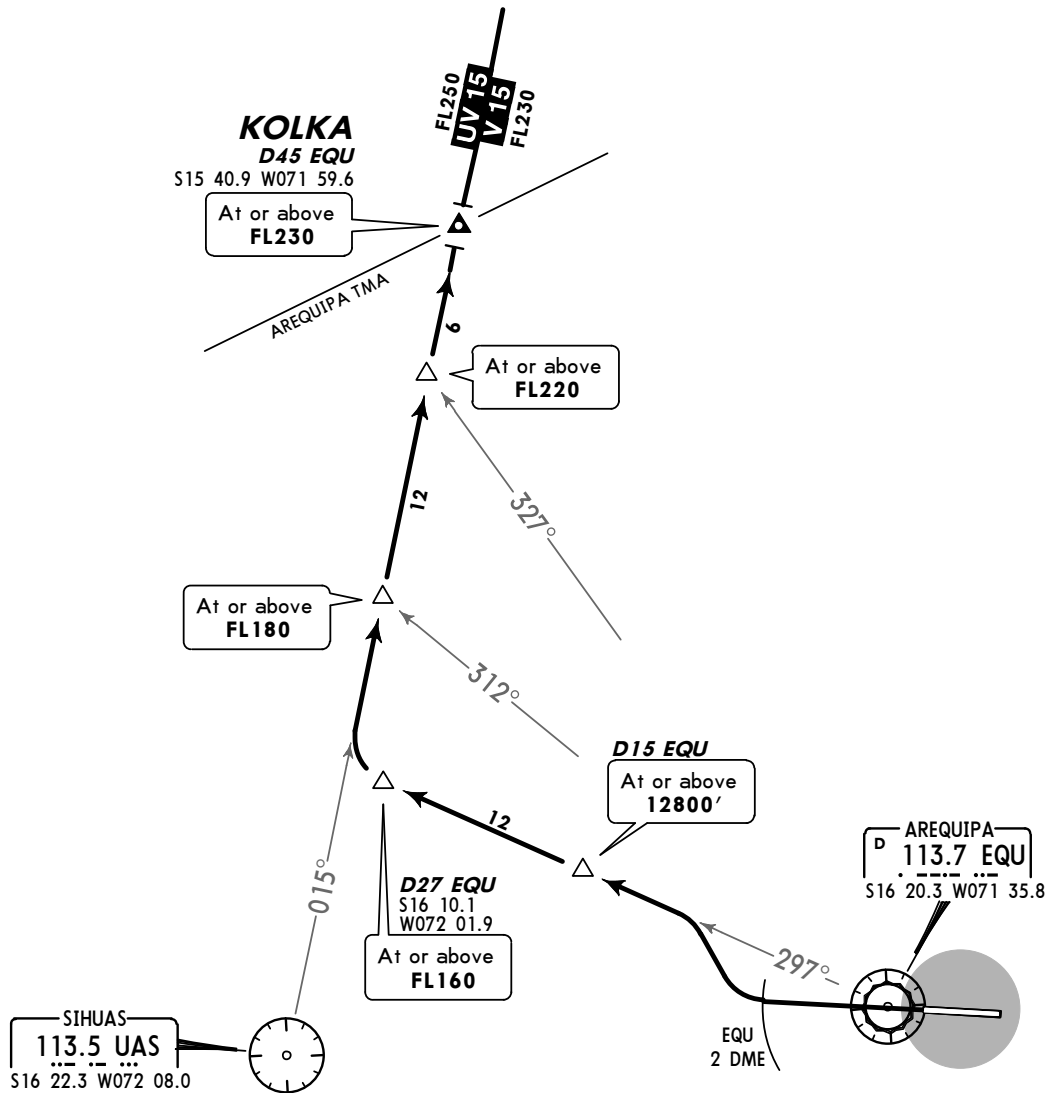 FL250
UV 15
V 15
FL230
KOLKA
D45 EQU
S15 40.9 W071 59.6
At or above
FL230
AREQUIPA TMA
6
At or above
FL220
12
327°
At or above
FL180
312°
D15 EQU
At or above
12800'
12
AREQUIPA
D 113.7 EQU
S16 20.3 W071 35.8
015°
D27 EQU
S16 10.1
W072 01.9
At or above
FL160
297°
EQU
2 DME
SIHUAS
113.5 UAS
S16 22.3 W072 08.0